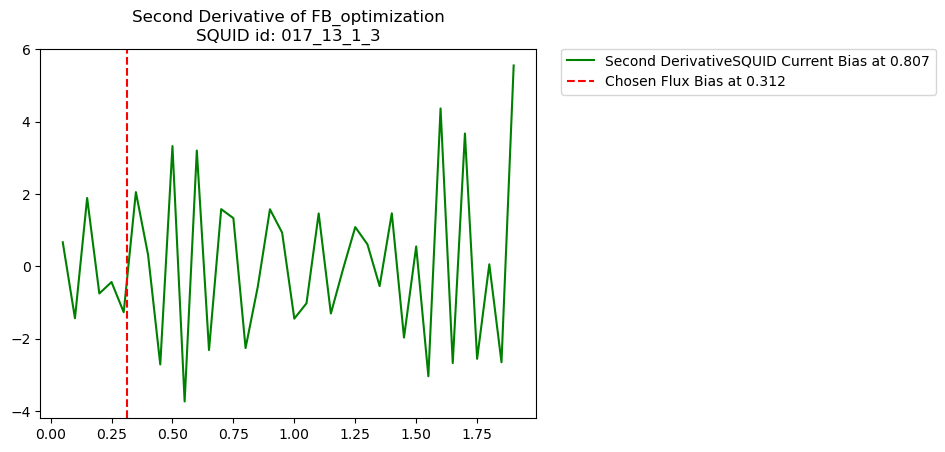 Second Derivative of FB_optimization
SQUID id: 017_13_1_3
Second DerivativeSQUID Current Bias at 0.807
Chosen Flux Bias at 0.312
6
4
2
0
−2
−4
0.00 0.25 0.50 0.75 1.00 1.25 1.50 1.75